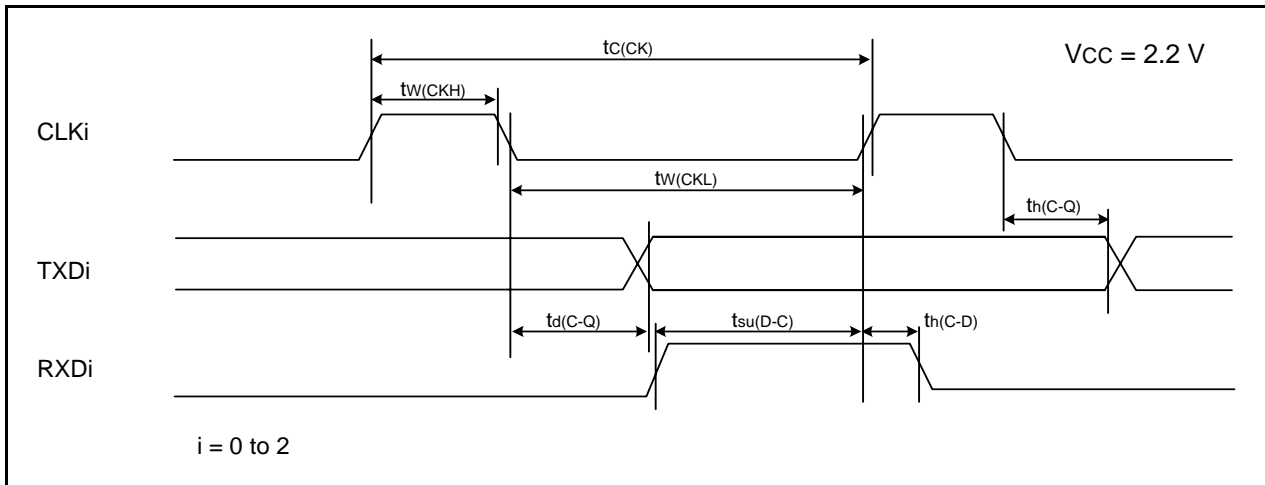 tC(CK)
VCC = 2.2 V
tW(CKH)
CLKi
tW(CKL)
th(C-Q)
TXDi
td(C-Q)
tsu(D-C)
th(C-D)
RXDi
i = 0 to 2